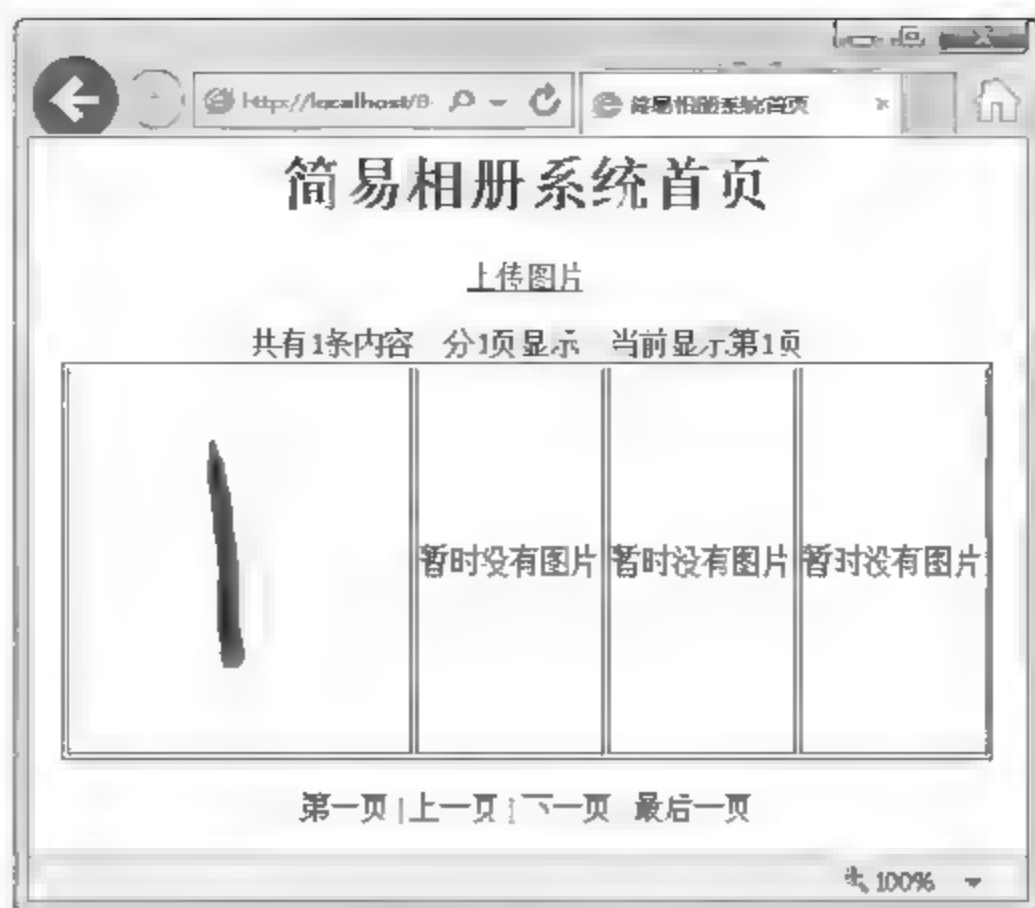 http://localhost/8 简易相册系统首页
简易相册系统首页
上传图片
共有1条内容 分1页显示 当前显示第1页
暂时没有图片 暂时没有图片 暂时没有图片
第一页 | 上一页 | 下一页 最后一页
100%